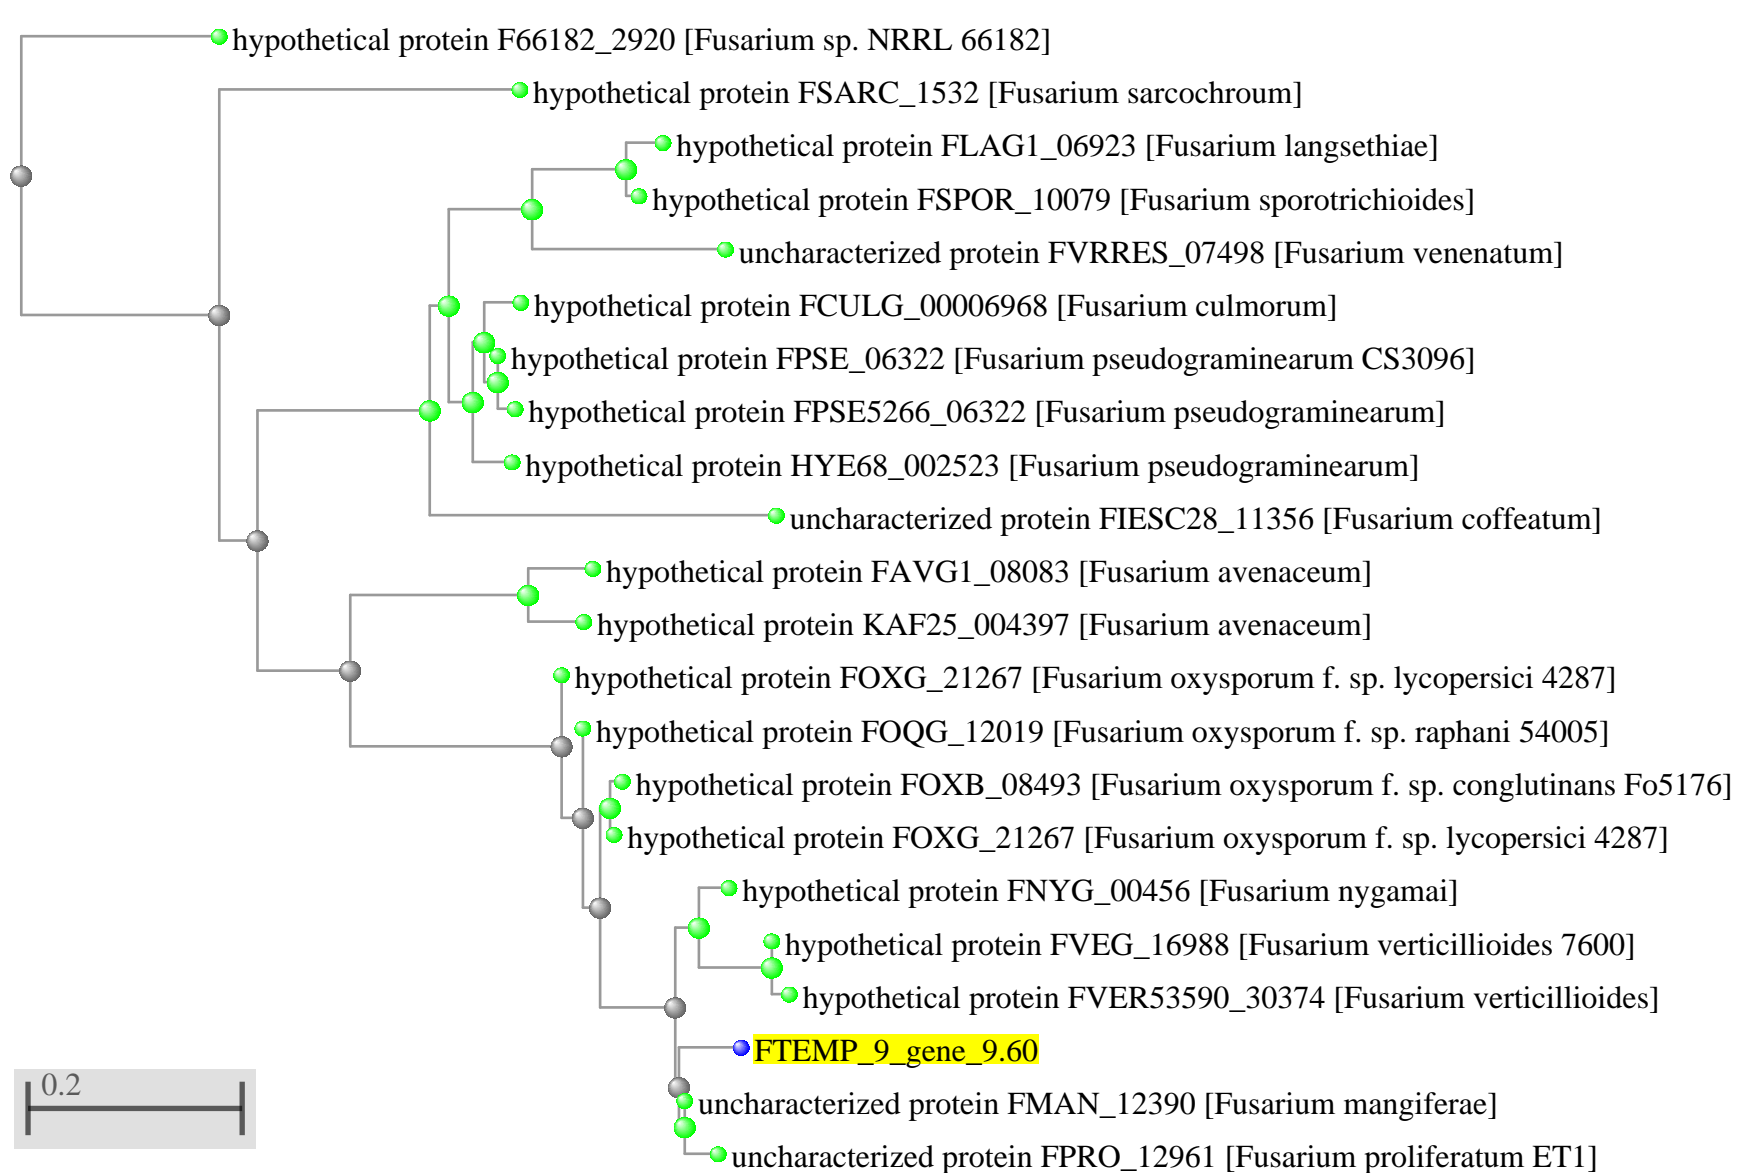 hypothetical protein F66182_2920 [Fusarium sp. NRRL 66182]
hypothetical protein FSARC_1532 [Fusarium sarcochroum]
hypothetical protein FLAG1_06923 [Fusarium langsethiae]
hypothetical protein FSPOR_10079 [Fusarium sporotrichioides]
uncharacterized protein FVRRES_07498 [Fusarium venenatum]
hypothetical protein FCULG_00006968 [Fusarium culmorum]
hypothetical protein FPSE_06322 [Fusarium pseudograminearum CS3096]
hypothetical protein FPSE5266_06322 [Fusarium pseudograminearum]
hypothetical protein HYE68_002523 [Fusarium pseudograminearum]
uncharacterized protein FIESC28_11356 [Fusarium coffeatum]
hypothetical protein FAVG1_08083 [Fusarium avenaceum]
hypothetical protein KAF25_004397 [Fusarium avenaceum]
hypothetical protein FOXG_21267 [Fusarium oxysporum f. sp. lycopersici 4287]
hypothetical protein FOQG_12019 [Fusarium oxysporum f. sp. raphani 54005]
hypothetical protein FOXB_08493 [Fusarium oxysporum f. sp. conglutinans Fo5176]
hypothetical protein FOXG_21267 [Fusarium oxysporum f. sp. lycopersici 4287]
hypothetical protein FNYG_00456 [Fusarium nygamai]
hypothetical protein FVEG_16988 [Fusarium verticillioides 7600]
hypothetical protein FVER53590_30374 [Fusarium verticillioides]
FTEMP_9_gene_9.60
0.2
uncharacterized protein FMAN_12390 [Fusarium mangiferae]
uncharacterized protein FPRO_12961 [Fusarium proliferatum ET1]